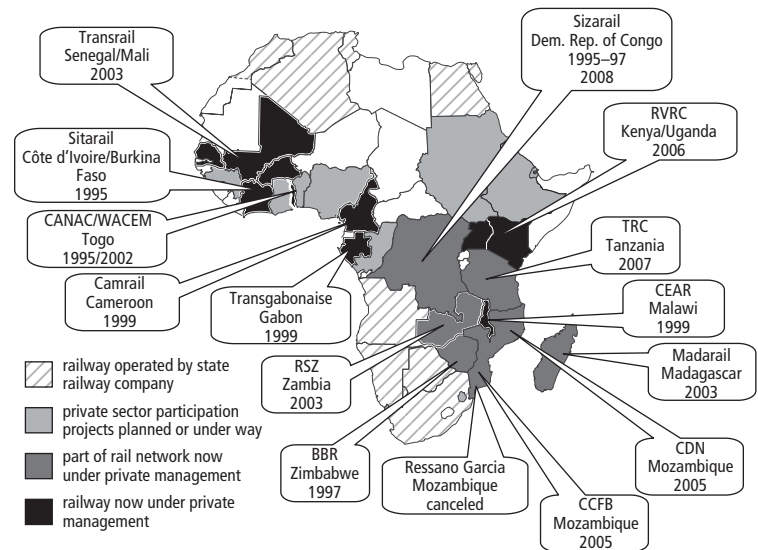 Transrail
Senegal/Mali
2003
Sizarail
Dem. Rep. of Congo
1995–97
2008
RVRC
Kenya/Uganda
2006
Sitarail
Côte d'Ivoire/Burkina
Faso
1995
CANAC/WACEM
Togo
1995/2002
TRC
Tanzania
2007
Camrail
Cameroon
1999
Transgabonaise
Gabon
1999
CEAR
Malawi
1999
Madarail
Madagascar
2003
RSZ
Zambia
2003
BBR
Zimbabwe
1997
Ressano Garcia
Mozambique
canceled
CCFB
Mozambique
2005
CDN
Mozambique
2005
railway operated by state
railway company
private sector participation
projects planned or under way
part of rail network now
under private management
railway now under private
management